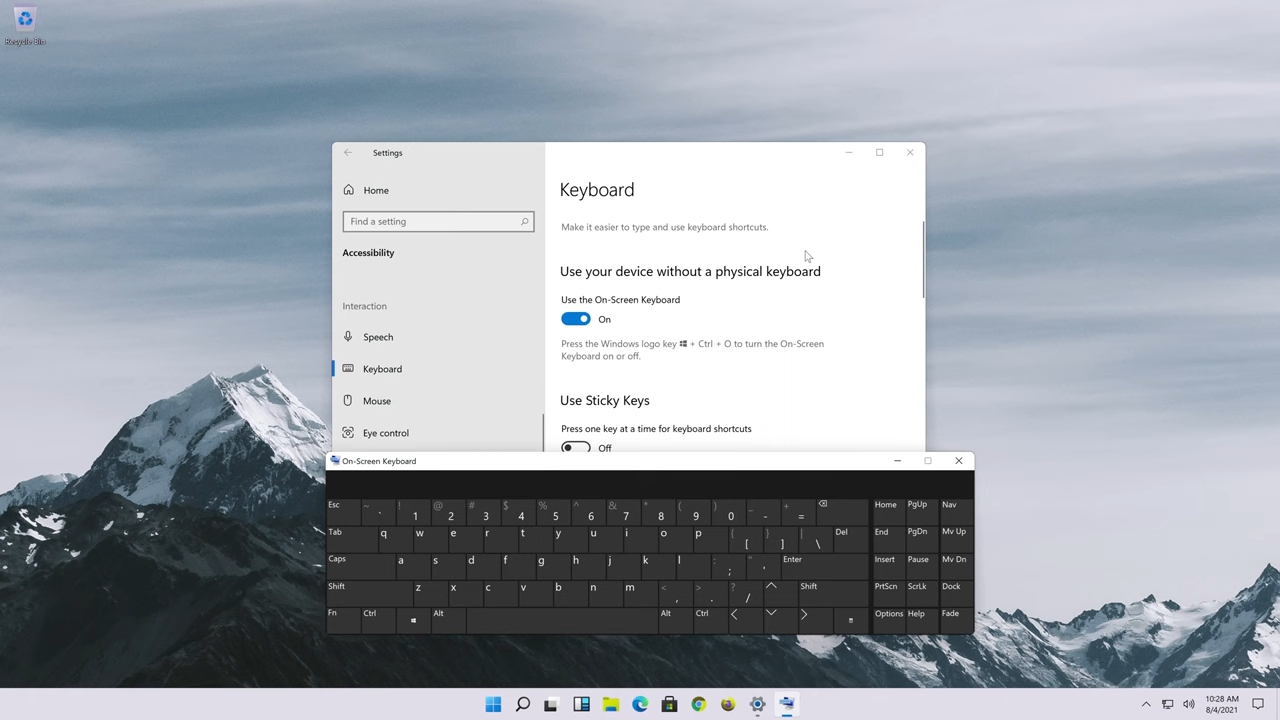 Recycle Bin
Settings
Home
Find a setting
Accessibility
Interaction
Speech
Keyboard
Mouse
Eye control
Keyboard
Make it easier to type and use keyboard shortcuts.
Use your device without a physical keyboard
Use the On-Screen Keyboard
On
Press the Windows logo key + Ctrl + O to turn the On-Screen
Keyboard on or off.
Use Sticky Keys
Press one key at a time for keyboard shortcuts
Off
On-Screen Keyboard
Esc ~ ` ! 1 @ 2 # 3 $ 4 % 5 ^ 6 & 7 * 8 ( 9 ) 0 _ - + = Home PgUp Nav
Tab q w e r t y u i o p { [ } ] | \ Del End PgDn Mv Up
Caps a s d f g h j k l : ; " ' Enter Insert Pause Mv Dn
Shift z x c v b n m < , > . ? / Shift PrtScn ScrLk Dock
Fn Ctrl Alt Alt Ctrl Options Help Fade
10:28 AM
8/4/2021